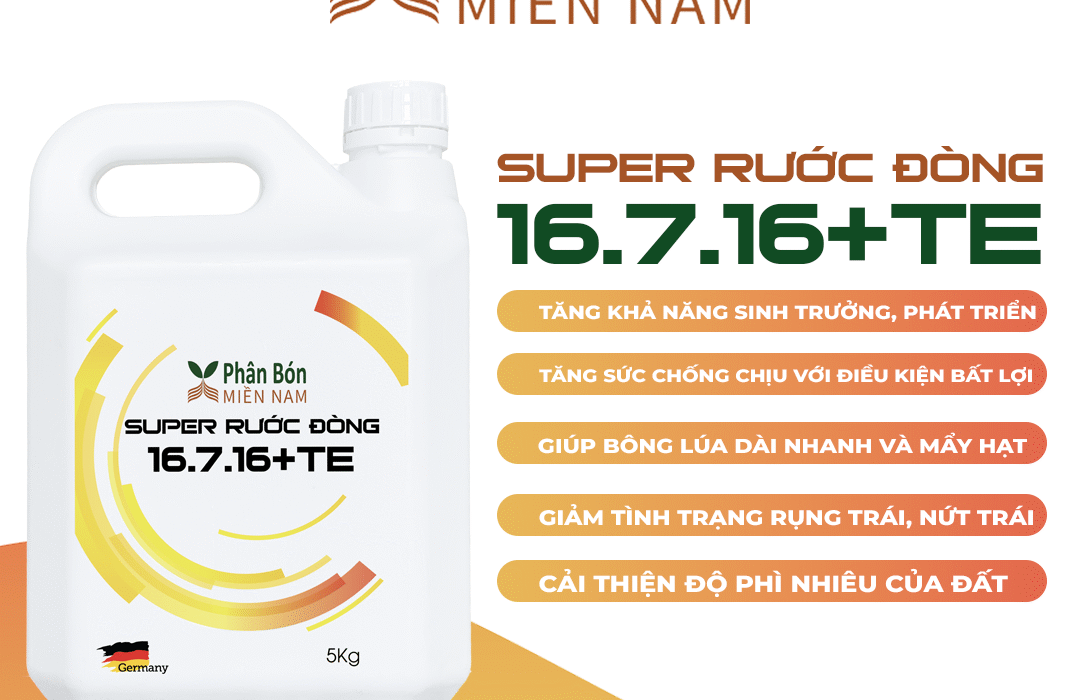 MIỀN NAM
SUPER RƯỚC ĐÒNG
16.7.16+TE
TĂNG KHẢ NĂNG SINH TRƯỞNG, PHÁT TRIỂN
TĂNG SỨC CHỐNG CHỊU VỚI ĐIỀU KIỆN BẤT LỢI
GIÚP BÔNG LÚA DÀI NHANH VÀ MẨY HẠT
GIẢM TÌNH TRẠNG RỤNG TRÁI, NỨT TRÁI
CẢI THIỆN ĐỘ PHÌ NHIÊU CỦA ĐẤT
Phân Bón
MIỀN NAM
SUPER RƯỚC ĐÒNG
16.7.16+TE
Germany
5Kg